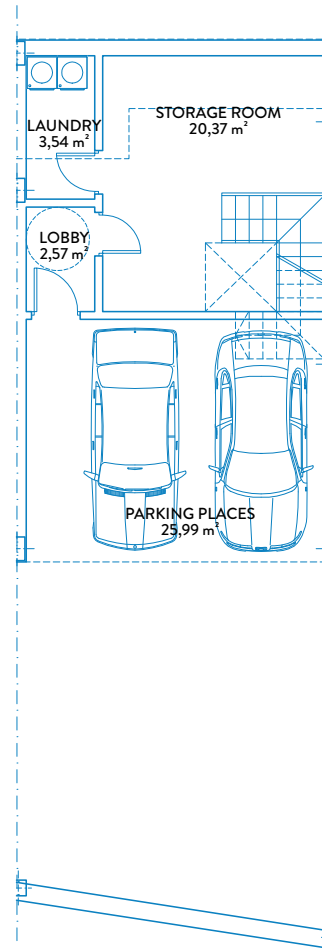 STORAGE ROOM
20,37 m²
LAUNDRY
3,54 m²
LOBBY
2,57 m²
PARKING PLACES
25,99 m²